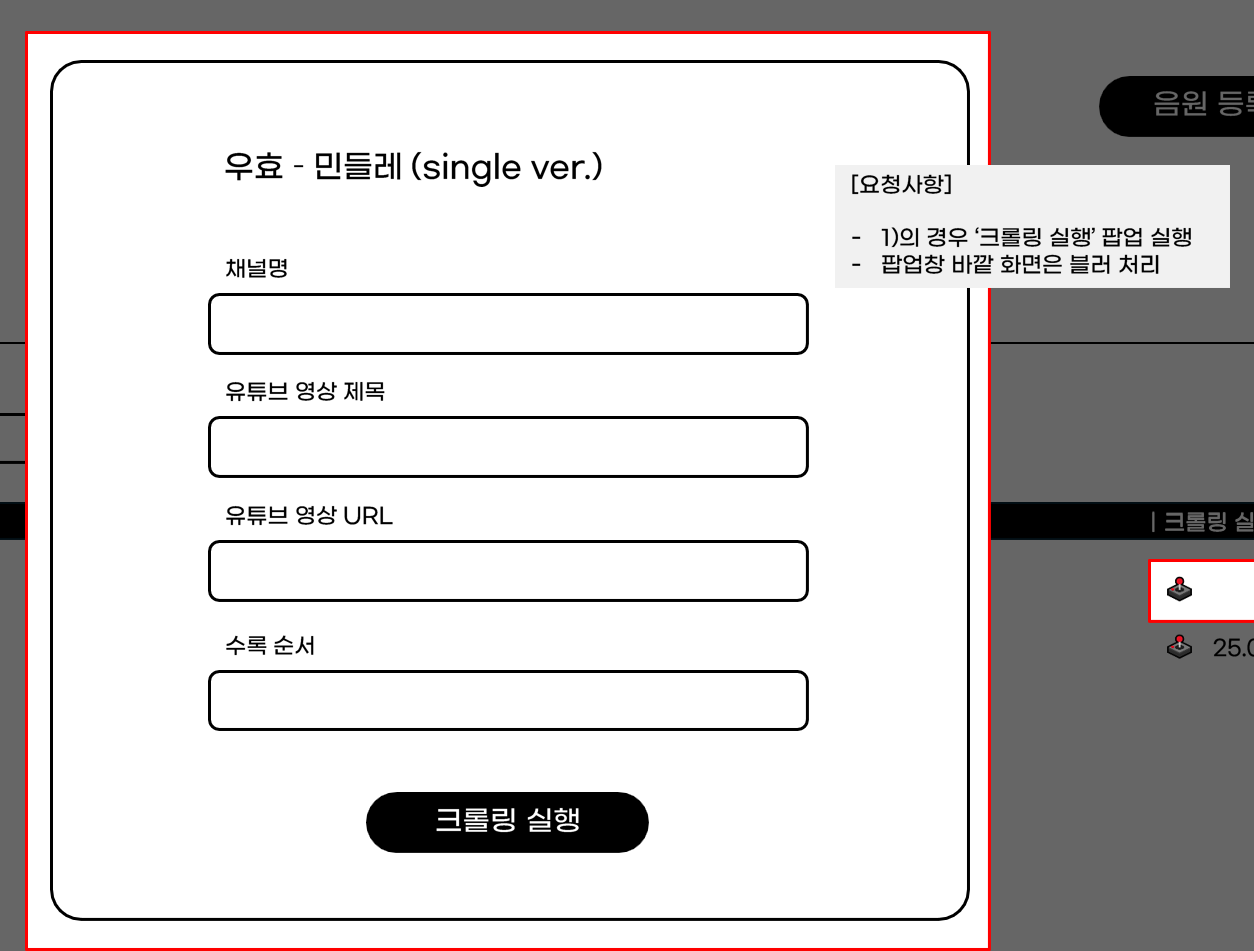 음원 등록
우효 - 민들레 (single ver.)
[요청사항]
- 1)의 경우 ‘크롤링 실행’ 팝업 실행
- 팝업창 바깥 화면은 블러 처리
채널명
유튜브 영상 제목
유튜브 영상 URL
| 크롤링 실
수록 순서
25.0
크롤링 실행